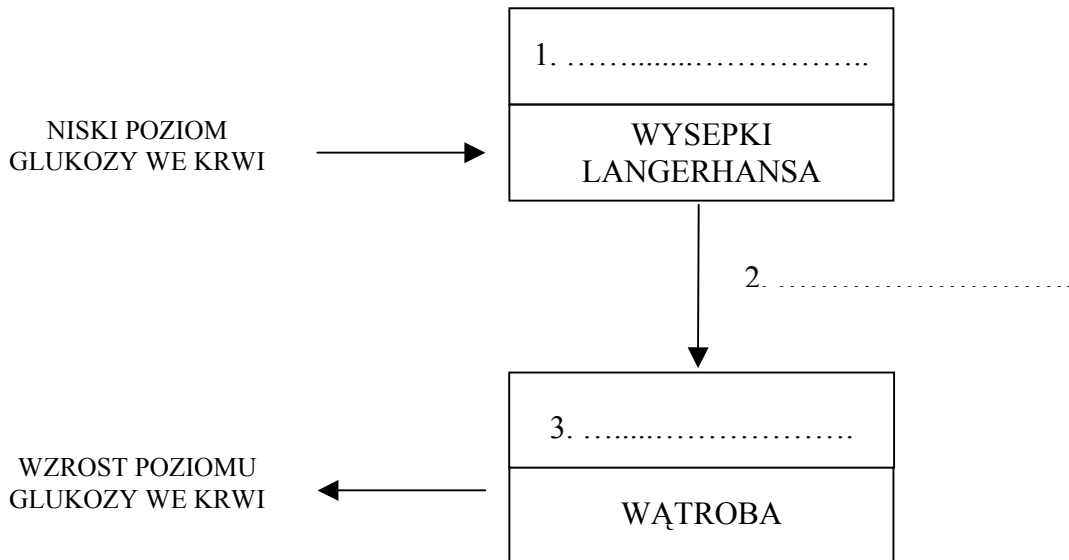 1. ……........……………..
NISKI POZIOM
GLUKOZY WE KRWI
WYSEPKI
LANGERHANSA
2. ………………………….
3. ….....……………….
WZROST POZIOMU
GLUKOZY WE KRWI
WĄTROBA